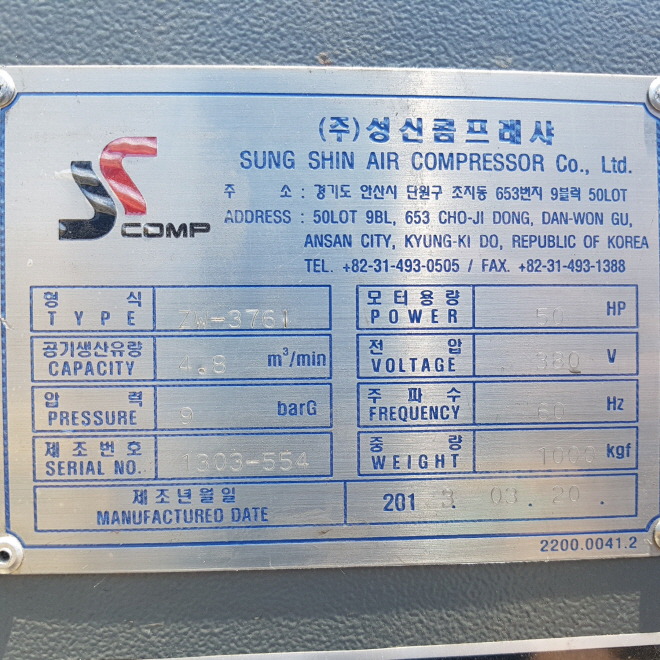 (주)성신콤프레샤
SUNG SHIN AIR COMPRESSOR Co., Ltd.
COMP
주 소 : 경기도 안산시 단원구 조지동 653번지 9블럭 50LOT
ADDRESS : 50LOT 9BL, 653 CHO-JI DONG, DAN-WON GU,
ANSAN CITY, KYUNG-KI DO, REPUBLIC OF KOREA
TEL. +82-31-493-0505 / FAX. +82-31-493-1388
형 식 ZW-3761
TYPE
모터용량 50 HP
POWER
공기생산유량 4.8 m³/min
CAPACITY
전 압 380 V
VOLTAGE
압 력 9 barG
PRESSURE
주 파 수 60 Hz
FREQUENCY
제조번호 1303-554
SERIAL NO.
중 량 kgf
WEIGHT
제조년월일 201 3. 03. 20.
MANUFACTURED DATE
2200.0041.2